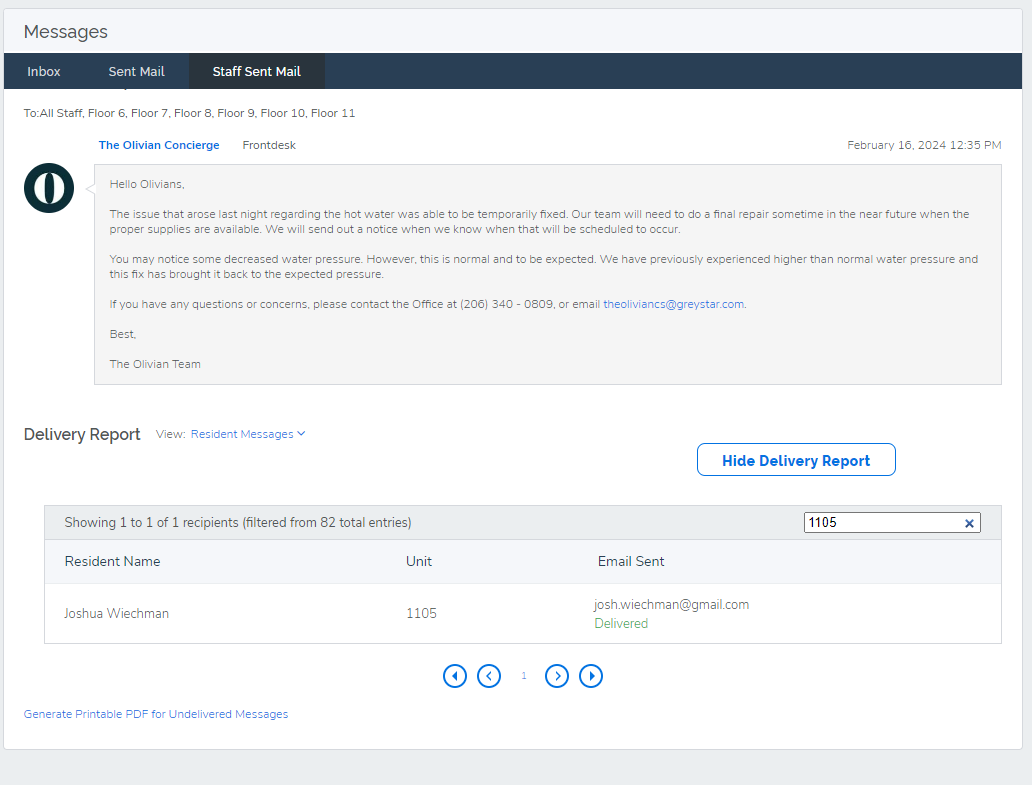 Messages
Inbox Sent Mail Staff Sent Mail
To:All Staff, Floor 6, Floor 7, Floor 8, Floor 9, Floor 10, Floor 11
The Olivian Concierge Frontdesk February 16, 2024 12:35 PM
Hello Olivians,
The issue that arose last night regarding the hot water was able to be temporarily fixed. Our team will need to do a final repair sometime in the near future when the
proper supplies are available. We will send out a notice when we know when that will be scheduled to occur.
You may notice some decreased water pressure. However, this is normal and to be expected. We have previously experienced higher than normal water pressure and
this fix has brought it back to the expected pressure.
If you have any questions or concerns, please contact the Office at (206) 340 - 0809, or email theoliviancs@greystar.com.
Best,
The Olivian Team
Delivery Report View: Resident Messages
Hide Delivery Report
Showing 1 to 1 of 1 recipients (filtered from 82 total entries) 1105
Resident Name Unit Email Sent
Joshua Wiechman 1105 josh.wiechman@gmail.com
Delivered
1
Generate Printable PDF for Undelivered Messages